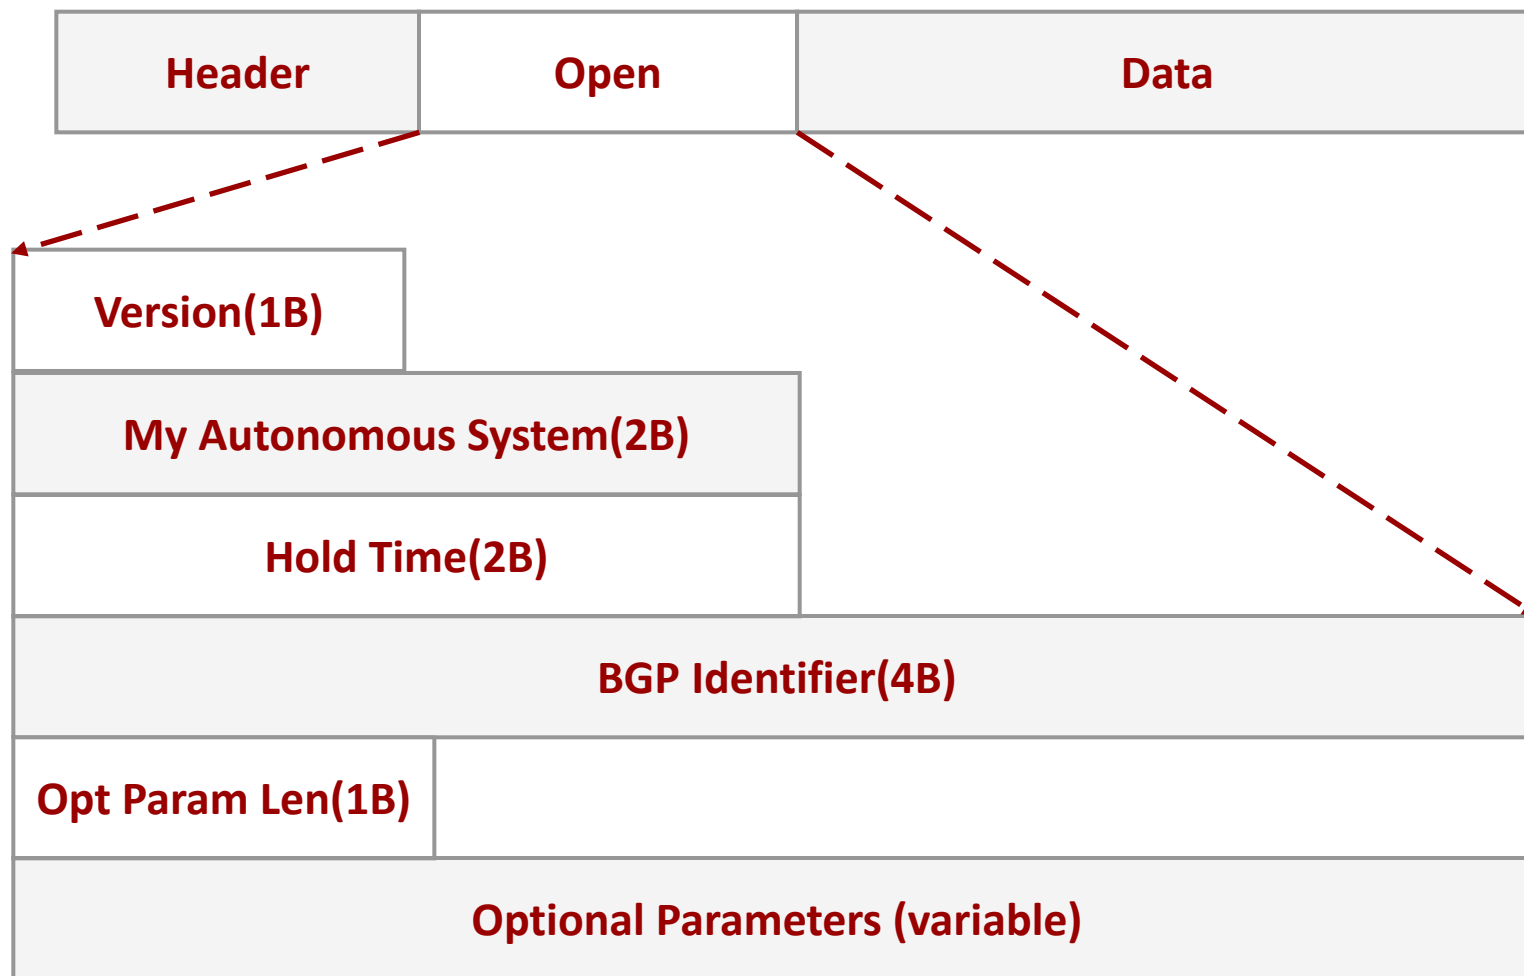 Header
Open
Data
Version(1B)
My Autonomous System(2B)
Hold Time(2B)
BGP Identifier(4B)
Opt Param Len(1B)
Optional Parameters (variable)